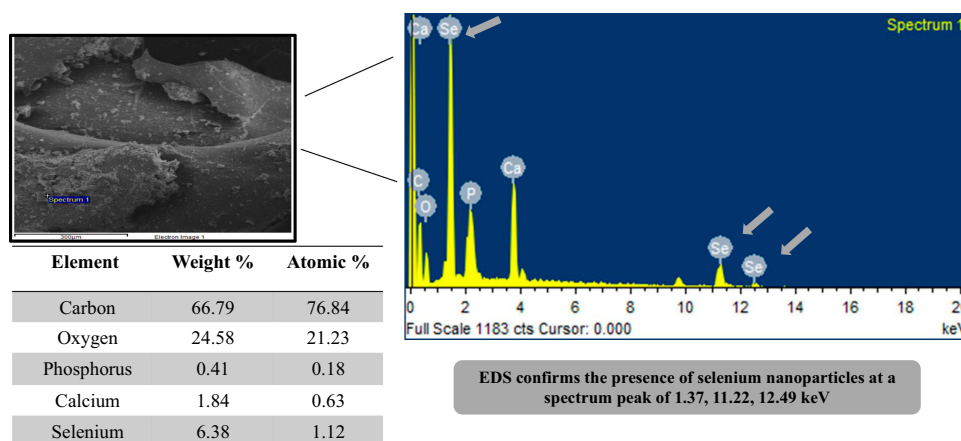 Spectrum 1
300µm
Electron Image 1
Element Weight % Atomic %
Carbon 66.79 76.84
Oxygen 24.58 21.23
Phosphorus 0.41 0.18
Calcium 1.84 0.63
Selenium 6.38 1.12
Spectrum 1
Ca Se
C
O
P
Ca
Se
Se
0 2 4 6 8 10 12 14 16 18 20
Full Scale 1183 cts Cursor: 0.000
keV
EDS confirms the presence of selenium nanoparticles at a
spectrum peak of 1.37, 11.22, 12.49 keV